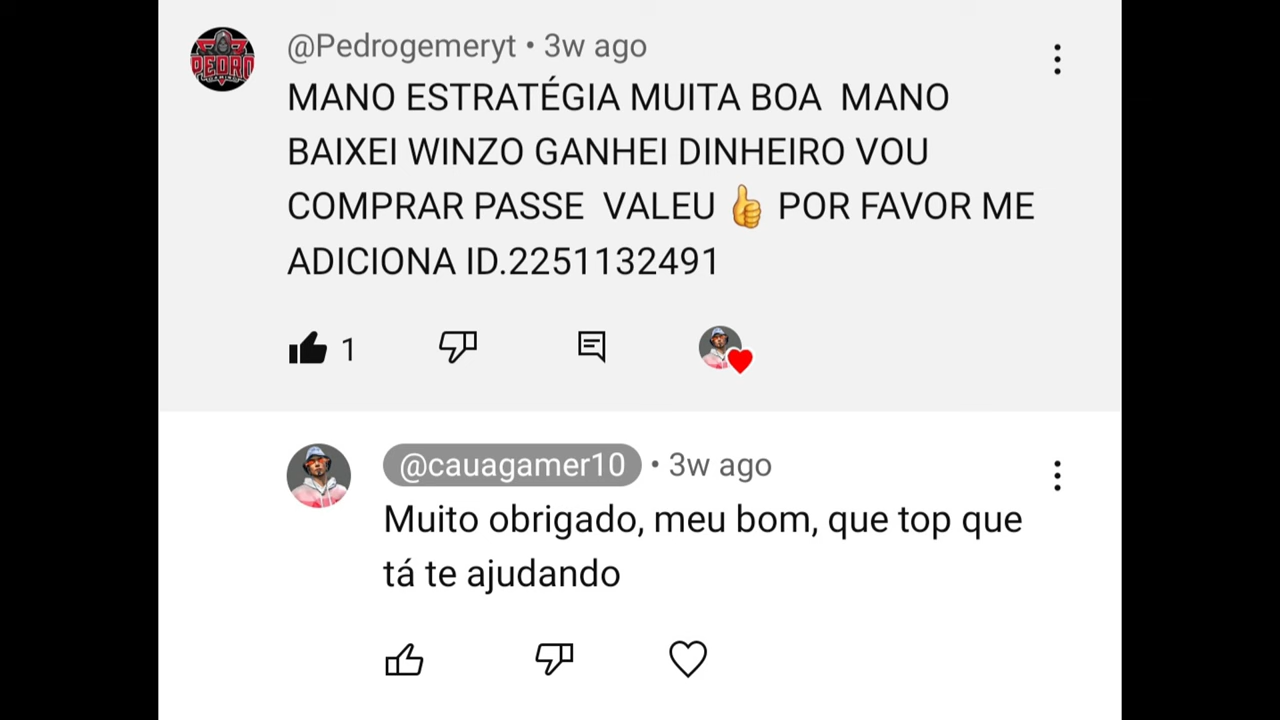 @Pedrogemeryt • 3w ago
MANO ESTRATÉGIA MUITA BOA MANO
BAIXEI WINZO GANHEI DINHEIRO VOU
COMPRAR PASSE VALEU 👍 POR FAVOR ME
ADICIONA ID.2251132491
1
PEDRO
@cauagamer10 • 3w ago
Muito obrigado, meu bom, que top que
tá te ajudando